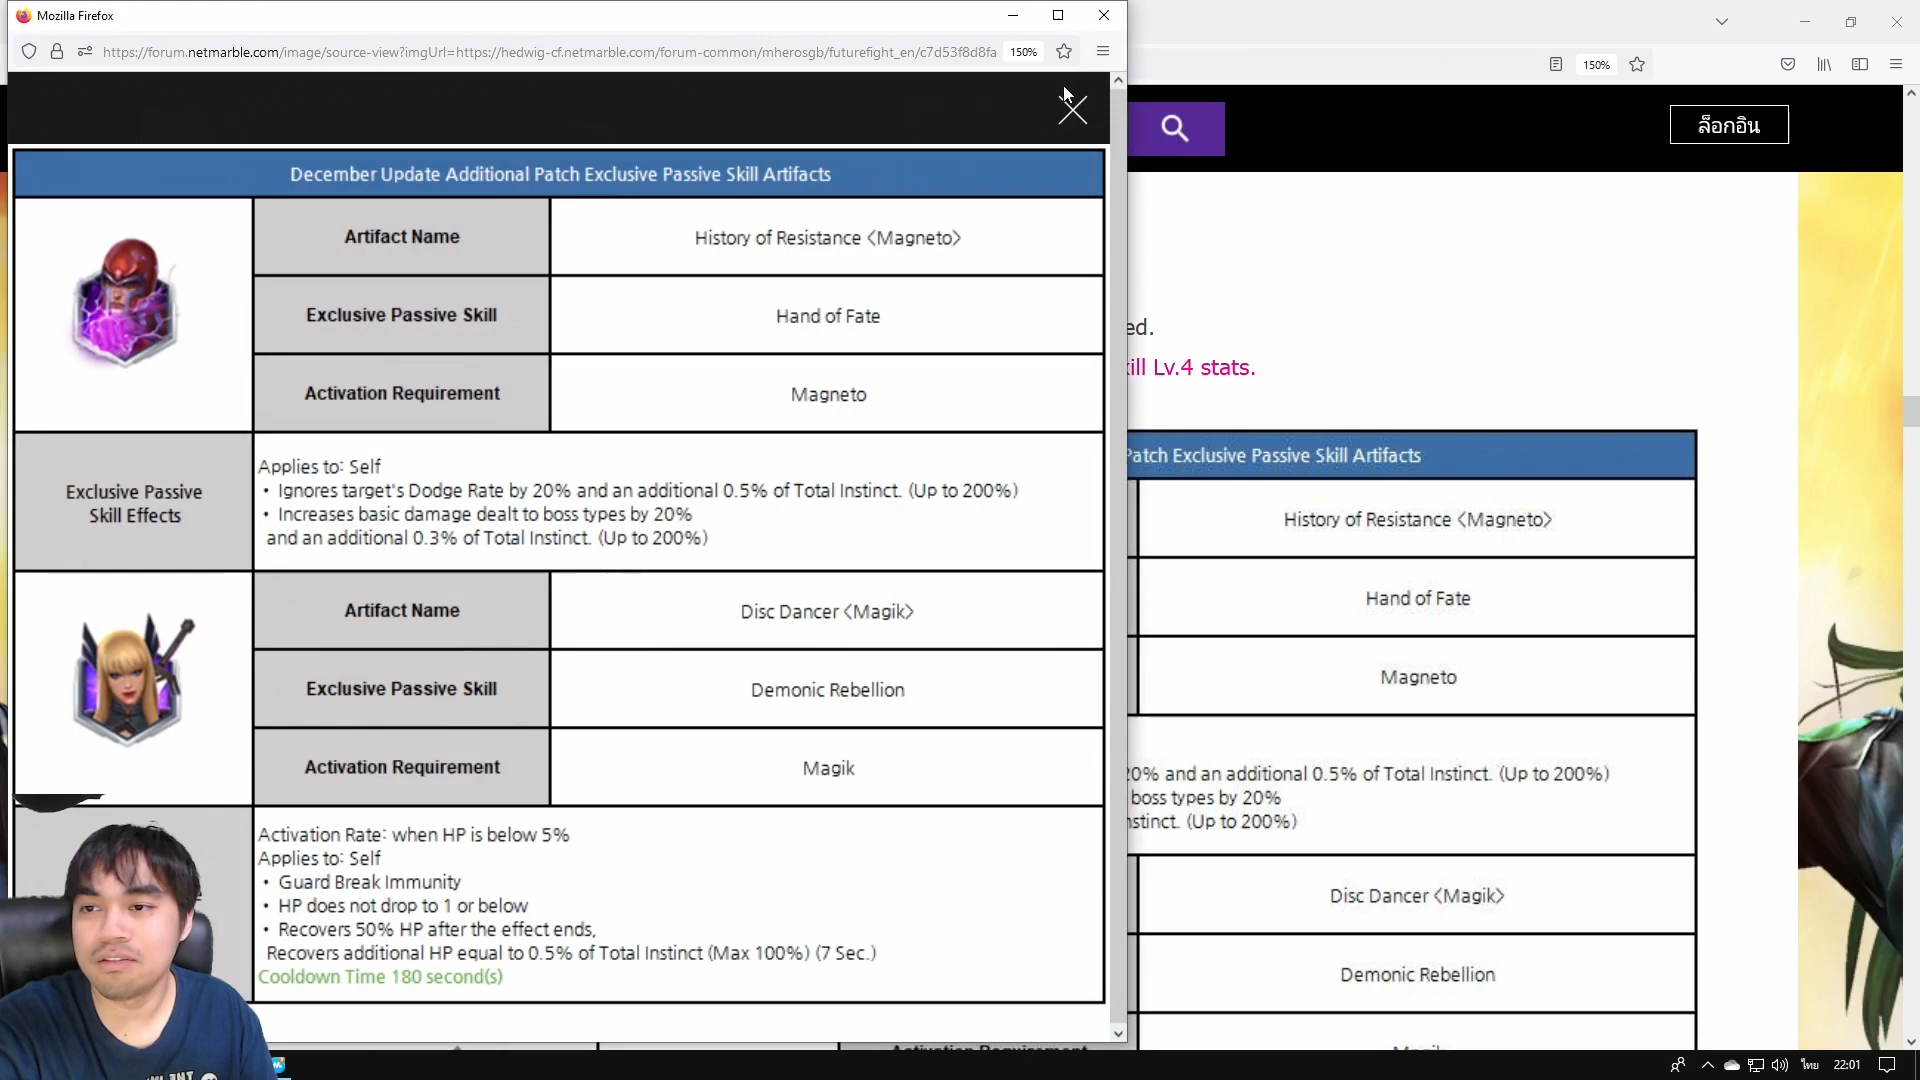 Mozilla Firefox
https://forum.netmarble.com/image/source-view?imgUrl=https://hedwig-cf.netmarble.com/forum-common/mherosgb/futurefight_en/c7d53f8d8fa
150%
150%
ล็อกอิน
December Update Additional Patch Exclusive Passive Skill Artifacts
Artifact Name
History of Resistance <Magneto>
Exclusive Passive Skill
Hand of Fate
Activation Requirement
Magneto
Exclusive Passive
Skill Effects
Applies to: Self
• Ignores target's Dodge Rate by 20% and an additional 0.5% of Total Instinct. (Up to 200%)
• Increases basic damage dealt to boss types by 20%
and an additional 0.3% of Total Instinct. (Up to 200%)
Artifact Name
Disc Dancer <Magik>
Exclusive Passive Skill
Demonic Rebellion
Activation Requirement
Magik
Activation Rate: when HP is below 5%
Applies to: Self
• Guard Break Immunity
• HP does not drop to 1 or below
• Recovers 50% HP after the effect ends,
Recovers additional HP equal to 0.5% of Total Instinct (Max 100%) (7 Sec.)
Cooldown Time 180 second(s)
ed.
kill Lv.4 stats.
Patch Exclusive Passive Skill Artifacts
History of Resistance <Magneto>
Hand of Fate
Magneto
20% and an additional 0.5% of Total Instinct. (Up to 200%)
boss types by 20%
nstinct. (Up to 200%)
Disc Dancer <Magik>
Demonic Rebellion
Activation Requirement
Magik
ไทย
22:01